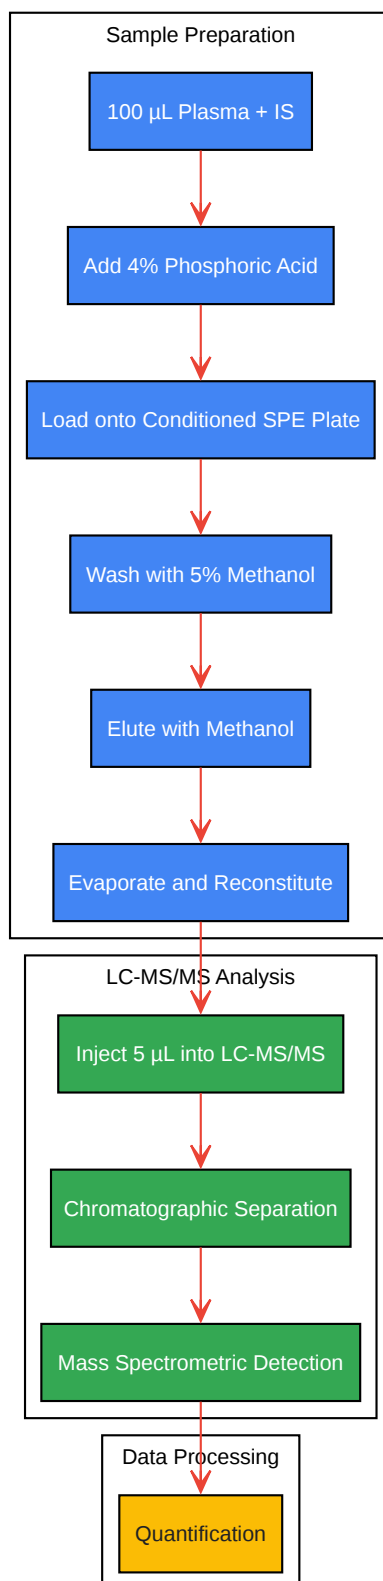 Sample Preparation
100 µL Plasma + IS
Add 4% Phosphoric Acid
Load onto Conditioned SPE Plate
Wash with 5% Methanol
Elute with Methanol
Evaporate and Reconstitute
LC-MS/MS Analysis
Inject 5 µL into LC-MS/MS
Chromatographic Separation
Mass Spectrometric Detection
Data Processing
Quantification